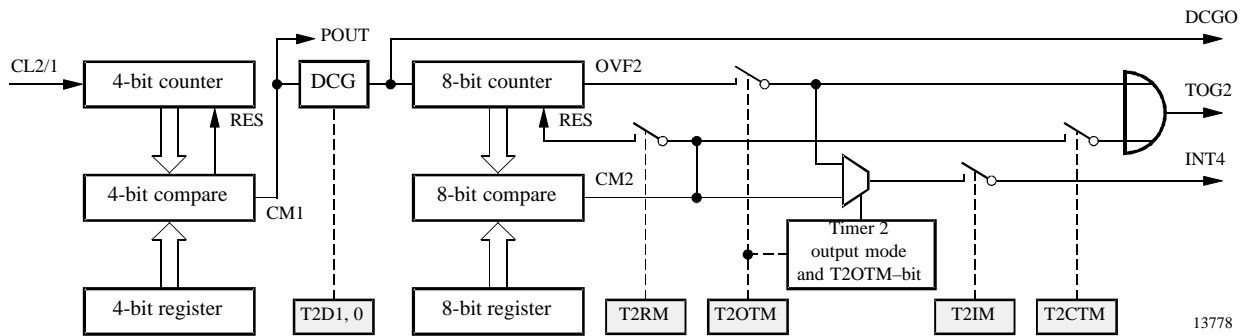 DCGO
POUT
CL2/1
4-bit counter
DCG
8-bit counter
OVF2
TOG2
RES
RES
INT4
4-bit compare
CM1
8-bit compare
CM2
Timer 2
output mode
and T2OTM–bit
4-bit register
T2D1, 0
8-bit register
T2RM
T2OTM
T2IM
T2CTM
13778